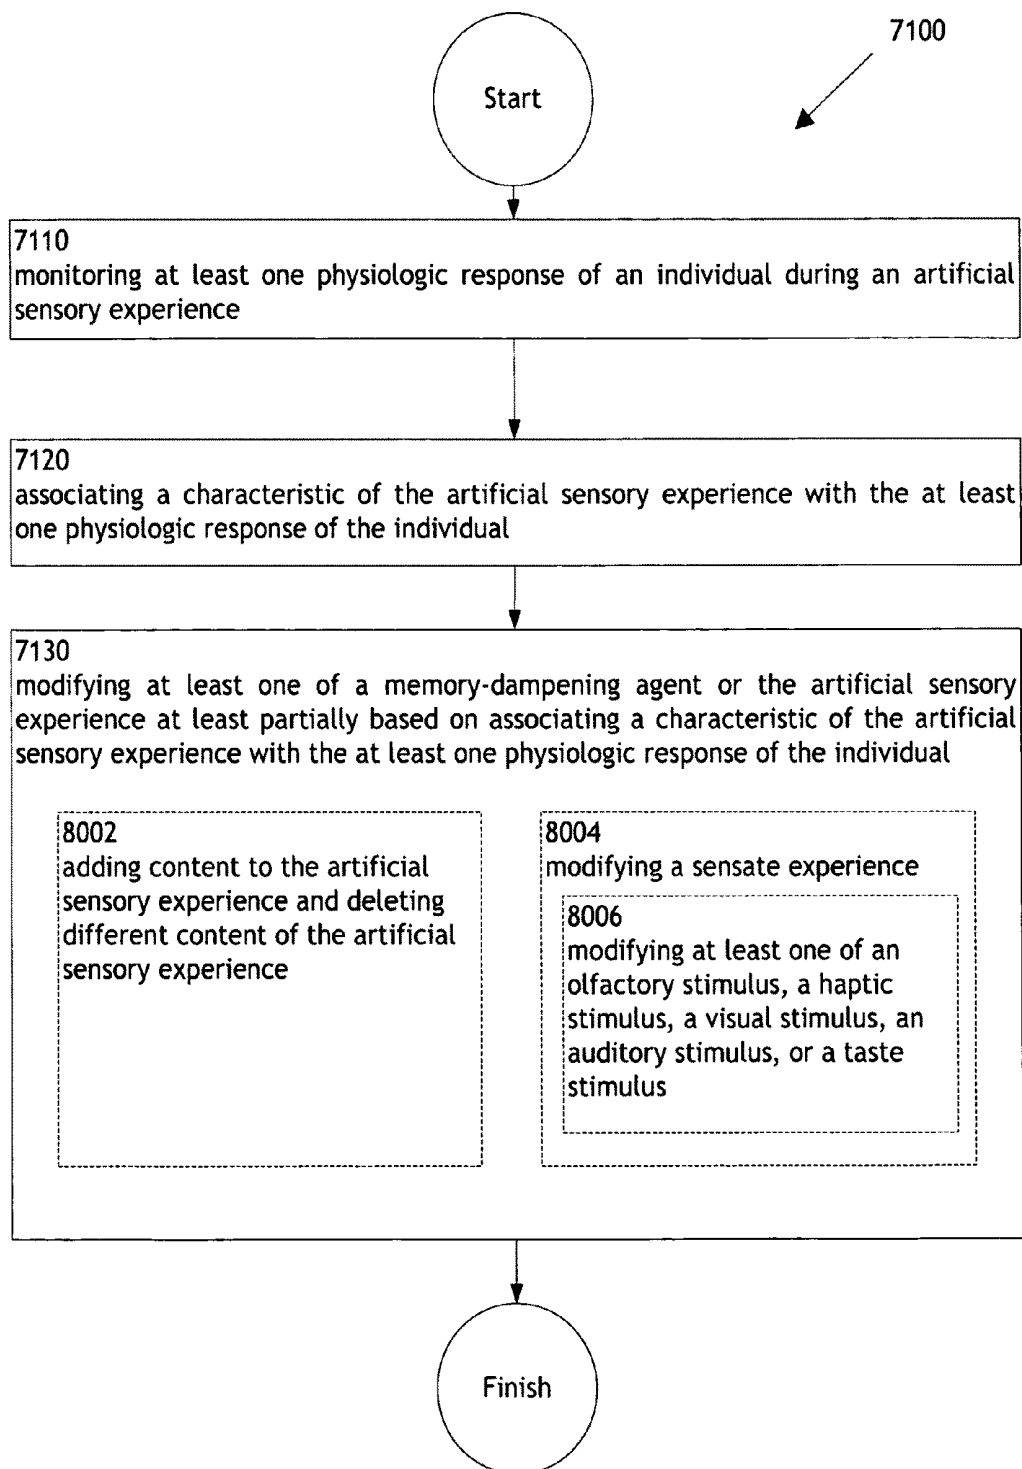 7100
Start
7110
monitoring at least one physiologic response of an individual during an artificial
sensory experience
7120
associating a characteristic of the artificial sensory experience with the at least
one physiologic response of the individual
7130
modifying at least one of a memory-dampening agent or the artificial sensory
experience at least partially based on associating a characteristic of the artificial
sensory experience with the at least one physiologic response of the individual
8002
adding content to the artificial
sensory experience and deleting
different content of the artificial
sensory experience
8004
modifying a sensate experience
8006
modifying at least one of an
olfactory stimulus, a haptic
stimulus, a visual stimulus, an
auditory stimulus, or a taste
stimulus
Finish